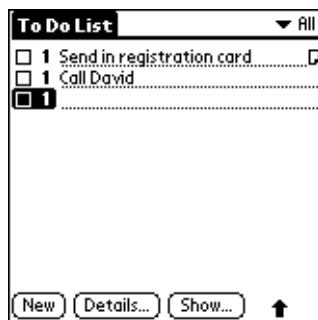 To Do List All
1 Send in registration card
1 Call David
1
New Details... Show...